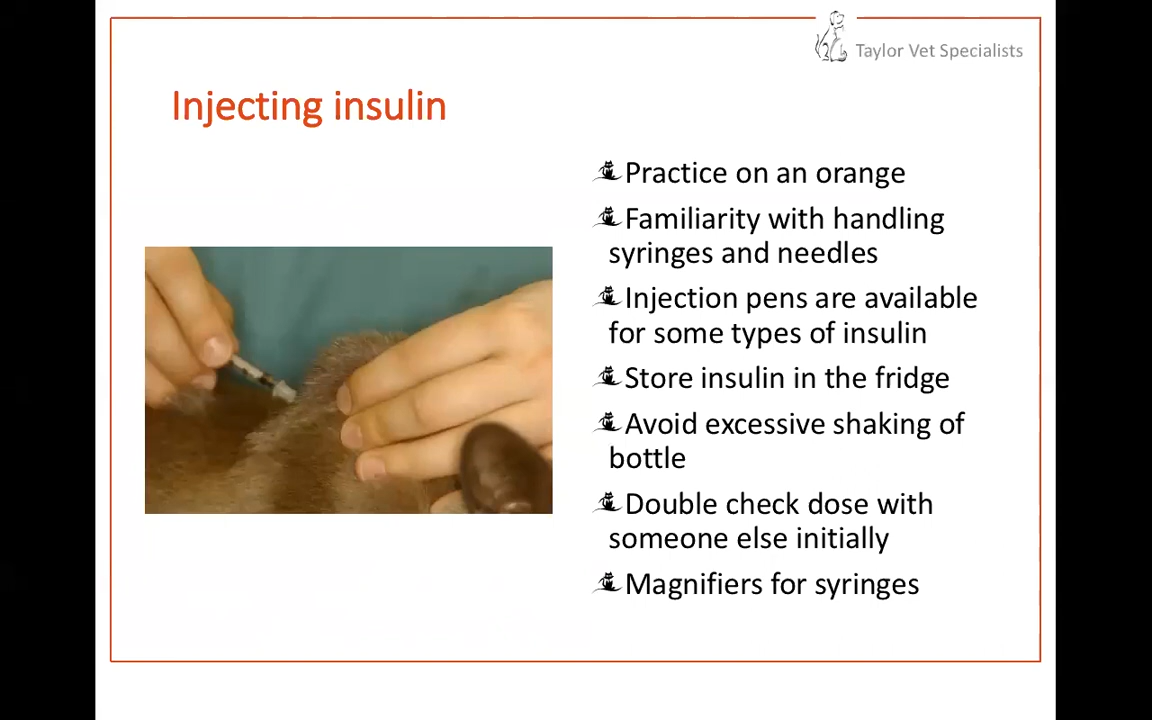 Taylor Vet Specialists
Injecting insulin
Practice on an orange
Familiarity with handling
syringes and needles
Injection pens are available
for some types of insulin
Store insulin in the fridge
Avoid excessive shaking of
bottle
Double check dose with
someone else initially
Magnifiers for syringes